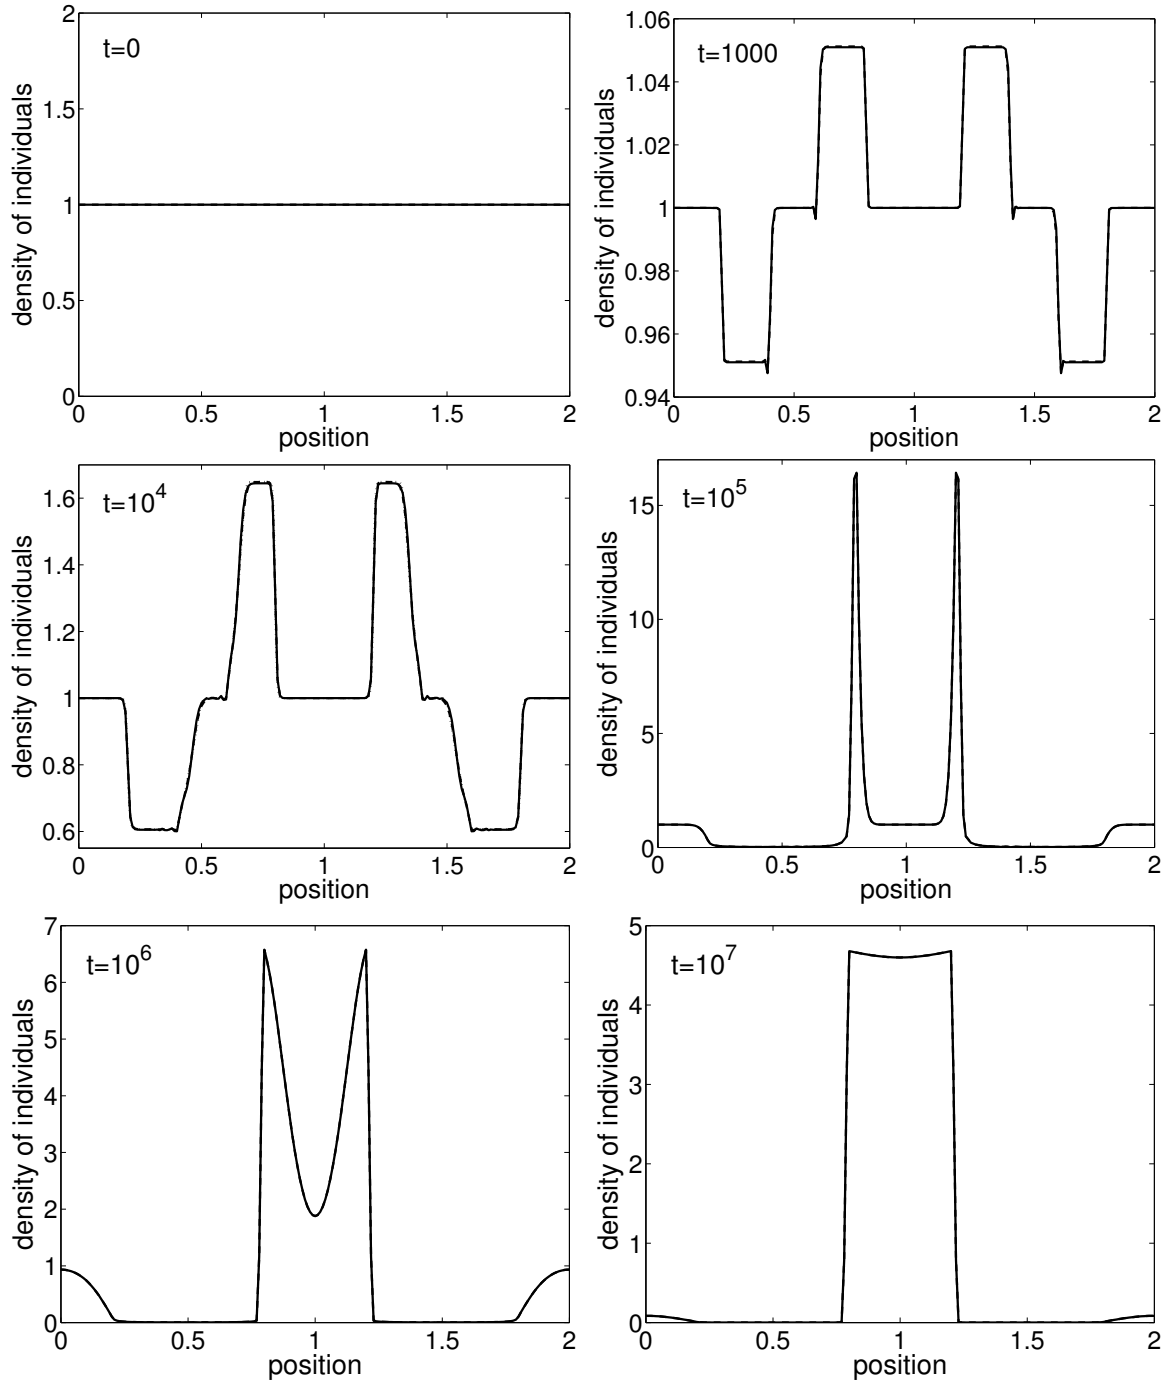 2
1.5
1
0.5
0
t=0
density of individuals
0 0.5 1 1.5 2
position
1.06
1.04
1.02
1
0.98
0.96
0.94
t=1000
density of individuals
0 0.5 1 1.5 2
position
1.6
1.4
1.2
1
0.8
0.6
t=10^4
density of individuals
0 0.5 1 1.5 2
position
15
10
5
0
t=10^5
density of individuals
0 0.5 1 1.5 2
position
7
6
5
4
3
2
1
0
t=10^6
density of individuals
0 0.5 1 1.5 2
position
5
4
3
2
1
0
t=10^7
density of individuals
0 0.5 1 1.5 2
position